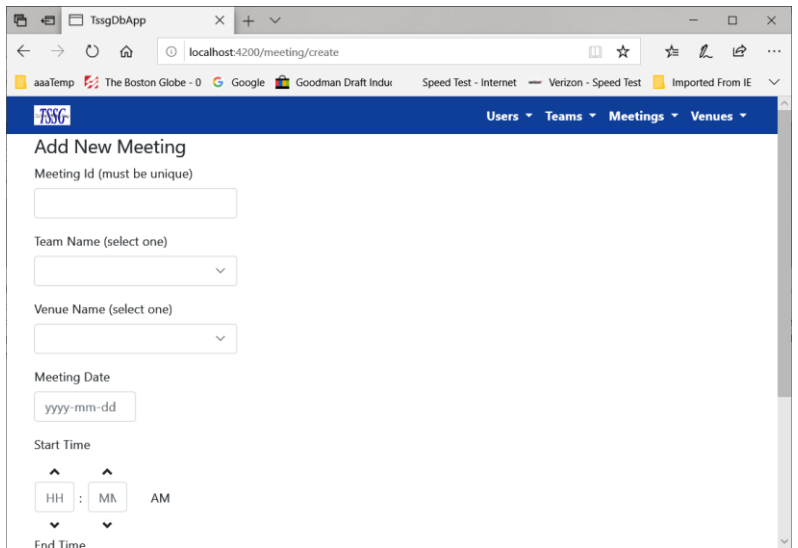 TssgDbApp
localhost:4200/meeting/create
aaaTemp The Boston Globe - 0 Google Goodman Draft Induc Speed Test - Internet Verizon - Speed Test Imported From IE
TSSG Users Teams Meetings Venues
Add New Meeting
Meeting Id (must be unique)
Team Name (select one)
Venue Name (select one)
Meeting Date
yyyy-mm-dd
Start Time
HH : MM AM
End Time